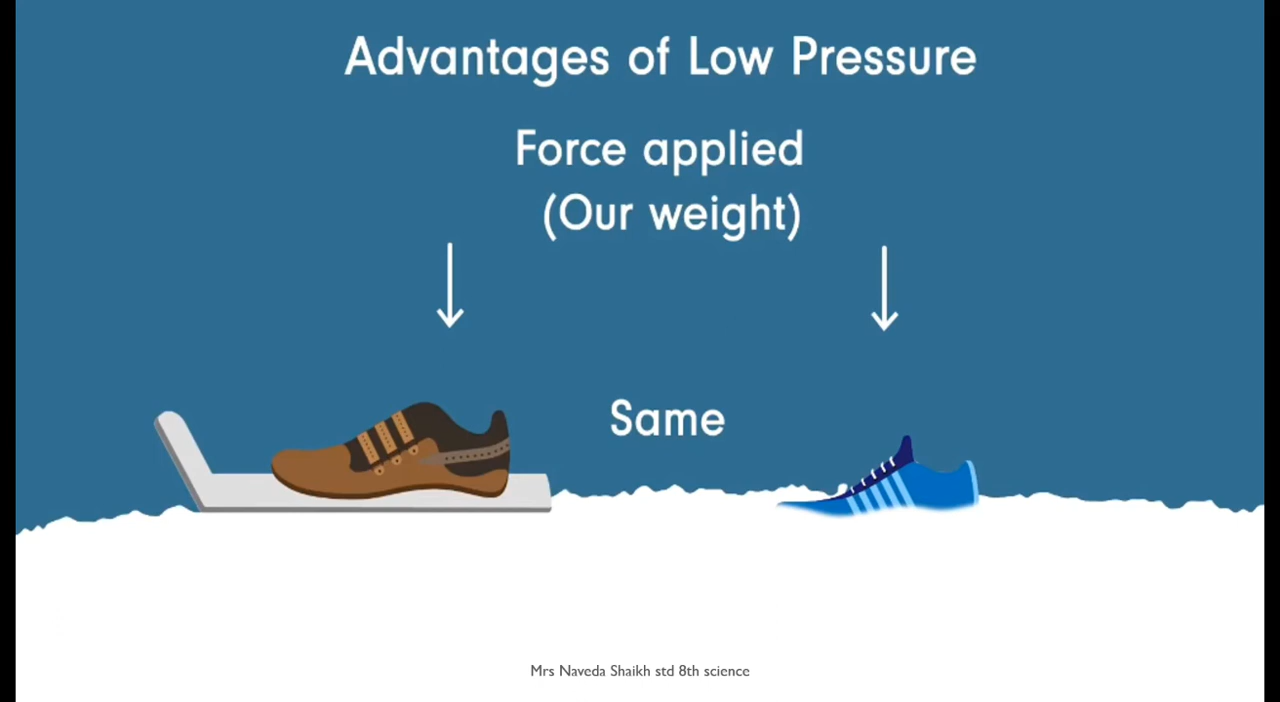 Advantages of Low Pressure
Force applied
(Our weight)
Same
Mrs Naveda Shaikh std 8th science